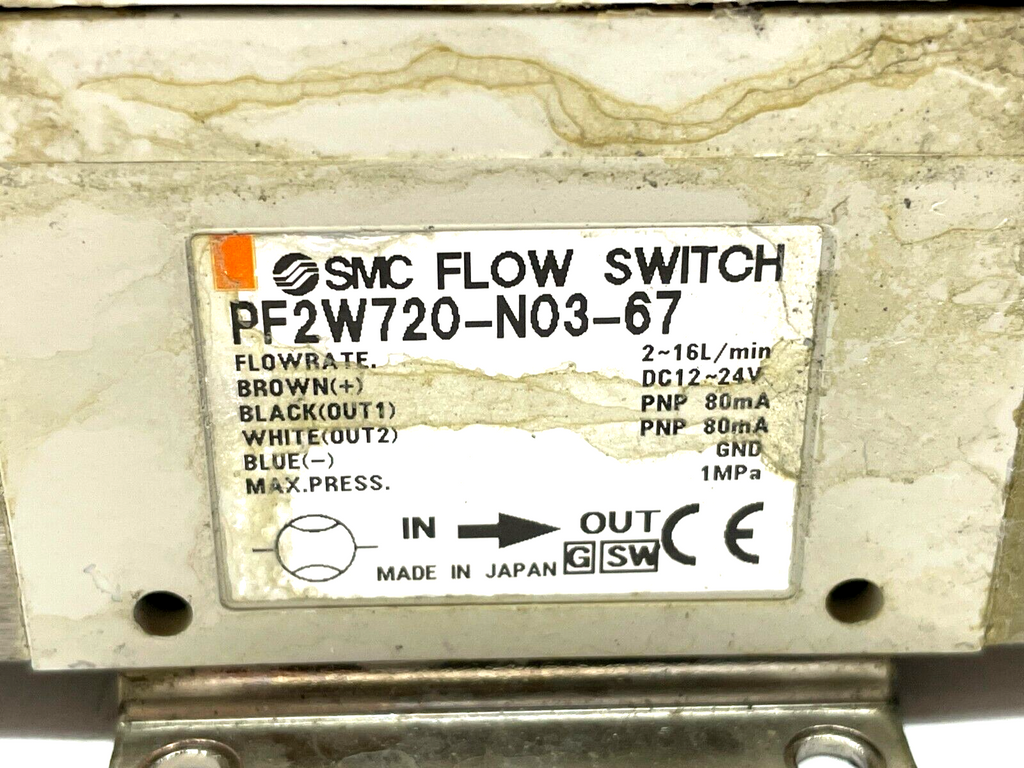 SMC FLOW SWITCH
PF2W720-N03-67
FLOWRATE. 2~16L/min
BROWN(+) DC12~24V
BLACK(OUT1) PNP 80mA
WHITE(OUT2) PNP 80mA
BLUE(-) GND
MAX.PRESS. 1MPa
IN OUT CE
MADE IN JAPAN G SW